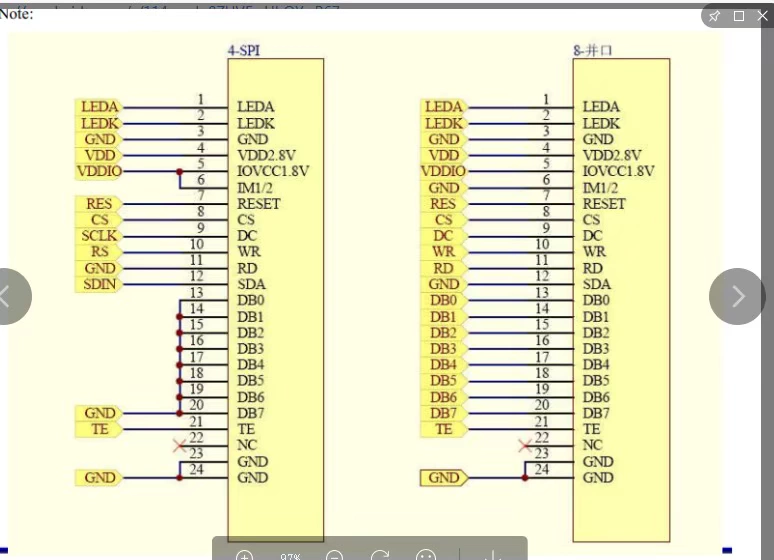 Note:
4-SPI
LEDA 1 LEDA
LEDK 2 LEDK
GND 3 GND
VDD 4 VDD2.8V
VDDIO 5 IOVCC1.8V
6 IM1/2
RES 7 RESET
CS 8 CS
SCLK 9 DC
RS 10 WR
GND 11 RD
SDIN 12 SDA
13 DB0
14 DB1
15 DB2
16 DB3
17 DB4
18 DB5
19 DB6
GND 20 DB7
TE 21 TE
22 NC
23 GND
GND 24 GND
8-井口
LEDA 1 LEDA
LEDK 2 LEDK
GND 3 GND
VDD 4 VDD2.8V
VDDIO 5 IOVCC1.8V
GND 6 IM1/2
RES 7 RESET
CS 8 CS
DC 9 DC
WR 10 WR
RD 11 RD
GND 12 SDA
DB0 13 DB0
DB1 14 DB1
DB2 15 DB2
DB3 16 DB3
DB4 17 DB4
DB5 18 DB5
DB6 19 DB6
DB7 20 DB7
TE 21 TE
22 NC
23 GND
GND 24 GND
97%